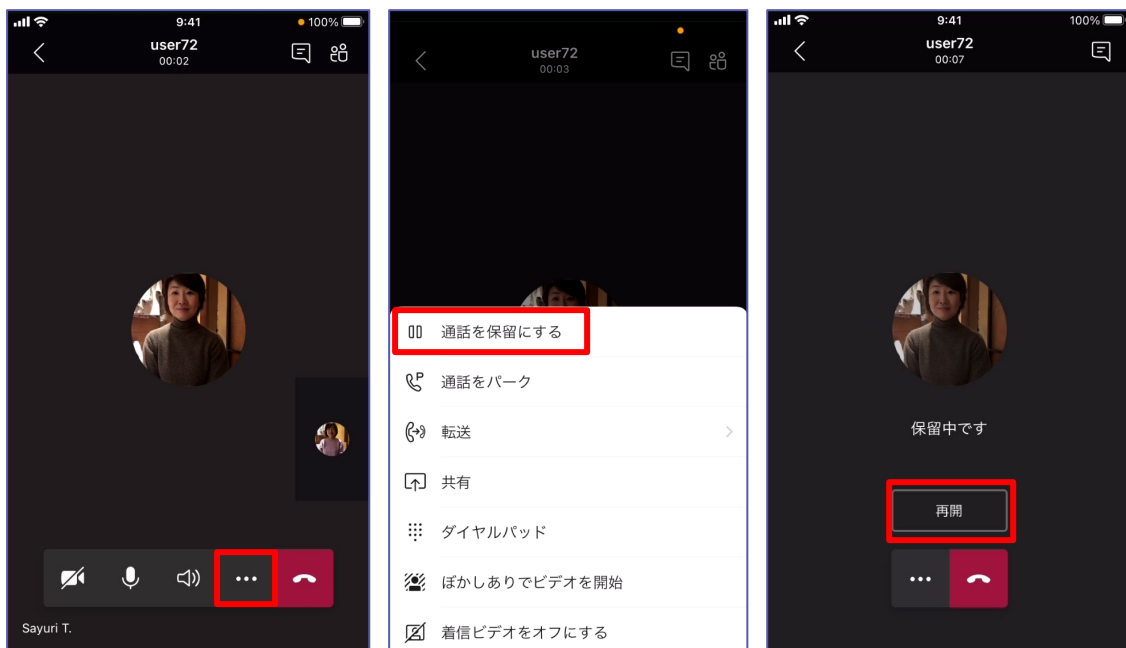 9:41
100%
user72
00:02
Sayuri T.
user72
00:03
通話を保留にする
通話をパーク
転送
共有
ダイヤルパッド
ぼかしありでビデオを開始
着信ビデオをオフにする
9:41
100%
user72
00:07
保留中です
再開